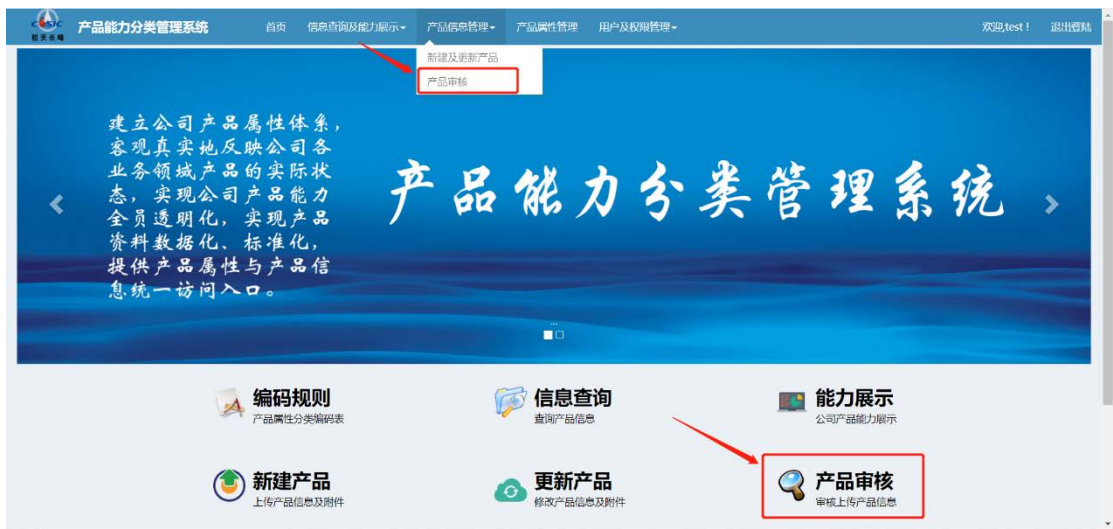 CASIC
航天长峰
产品能力分类管理系统 首页 信息查询及能力展示 产品信息管理 产品属性管理 用户及权限管理 欢迎,test! 退出登陆
新建及更新产品
产品审核
建立公司产品属性体系,
客观真实地反映公司各
业务领域产品的实际状
态,实现公司产品能力
全员透明化,实现产品
资料数据化、标准化,
提供产品属性与产品信
息统一访问入口。
产品能力分类管理系统
...
编码规则
产品属性分类编码表
信息查询
查询产品信息
能力展示
公司产品能力展示
新建产品
上传产品信息及附件
更新产品
修改产品信息及附件
产品审核
审核上传产品信息